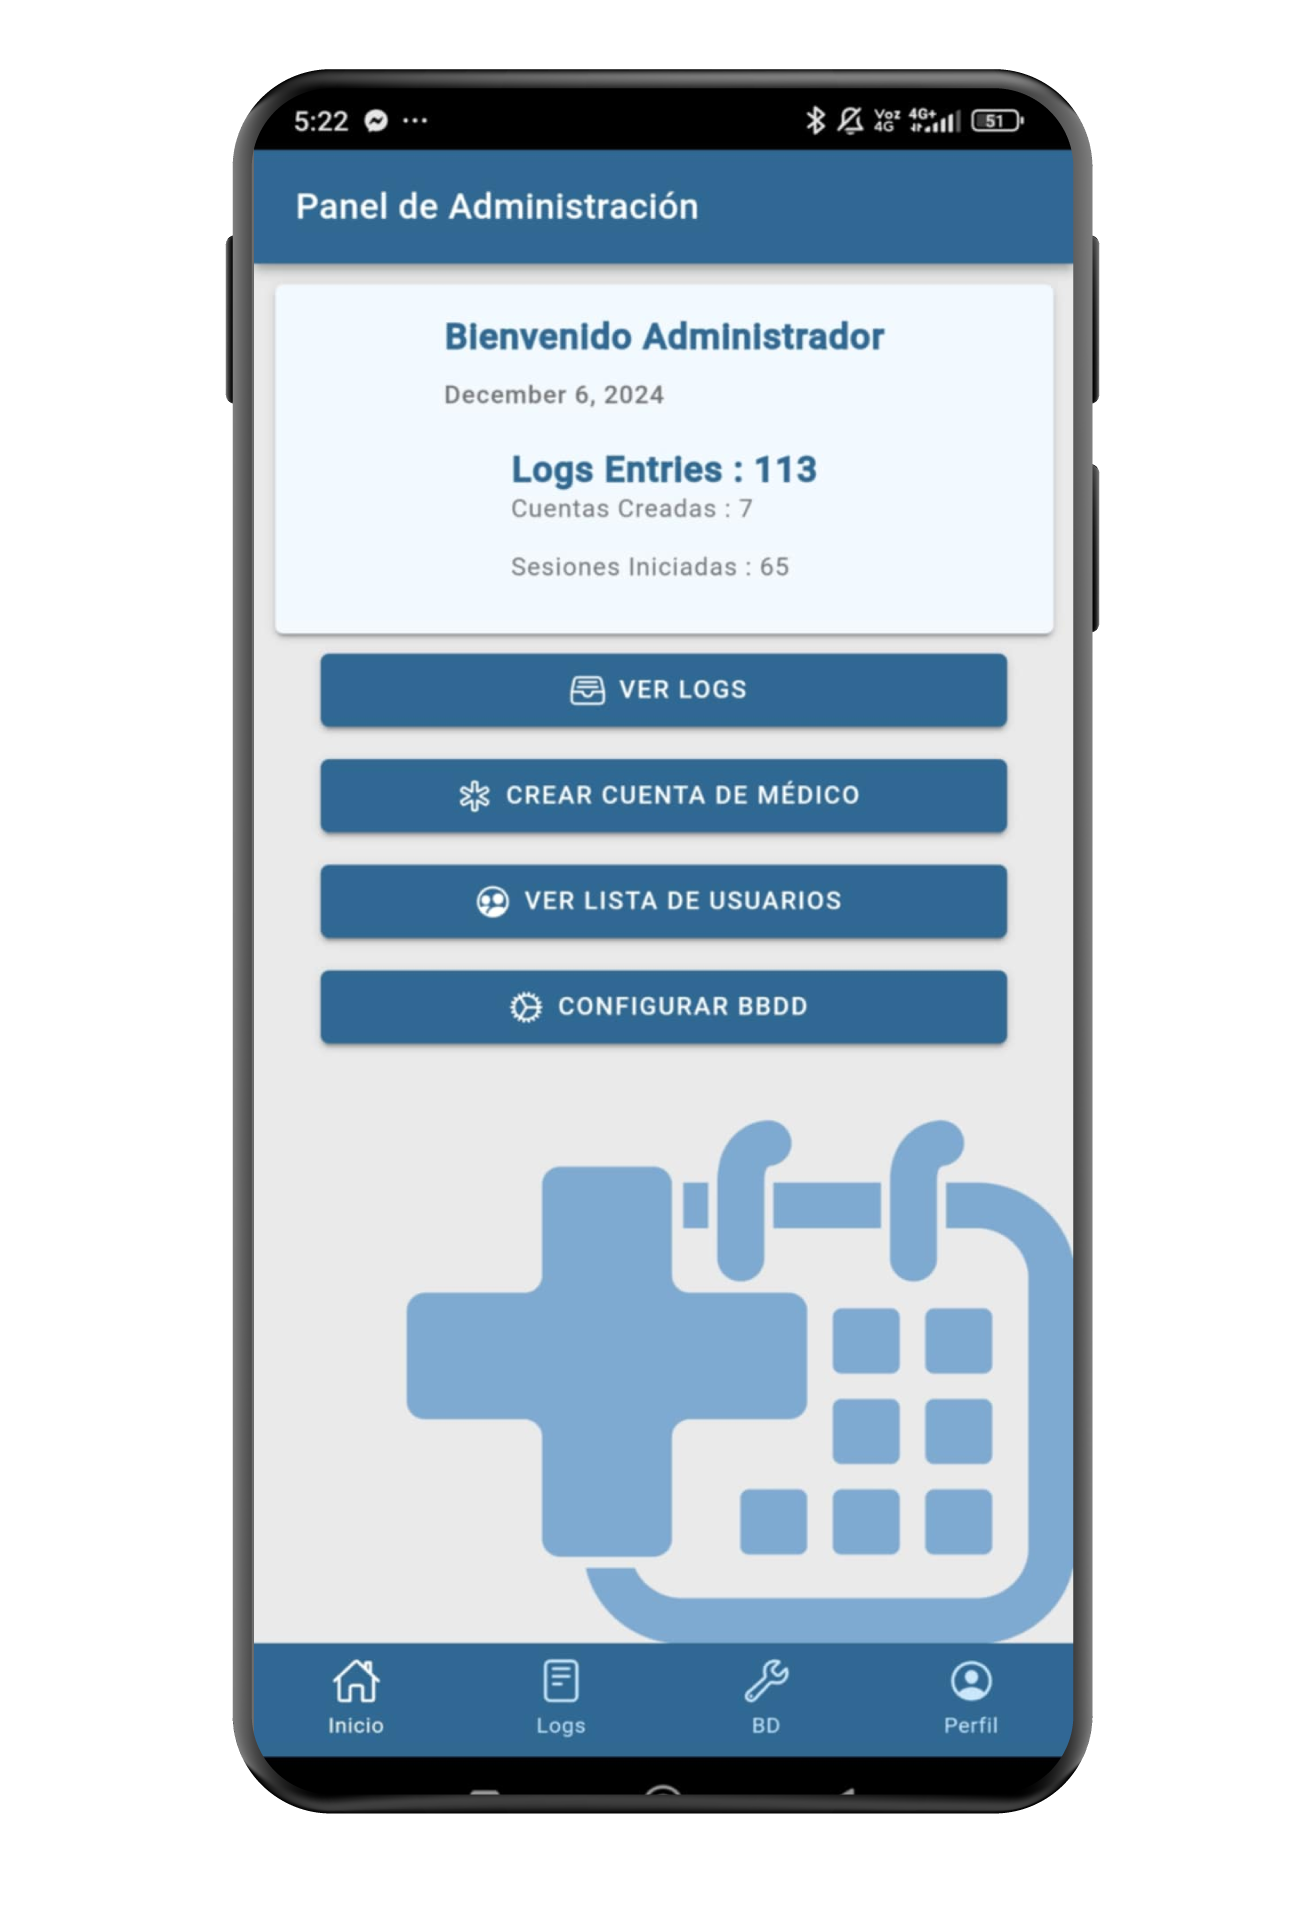 5:22
Voz 4G 4G+ 51
Panel de Administración
Bienvenido Administrador
December 6, 2024
Logs Entries : 113
Cuentas Creadas : 7
Sesiones Iniciadas : 65
VER LOGS
CREAR CUENTA DE MÉDICO
VER LISTA DE USUARIOS
CONFIGURAR BBDD
Inicio Logs BD Perfil